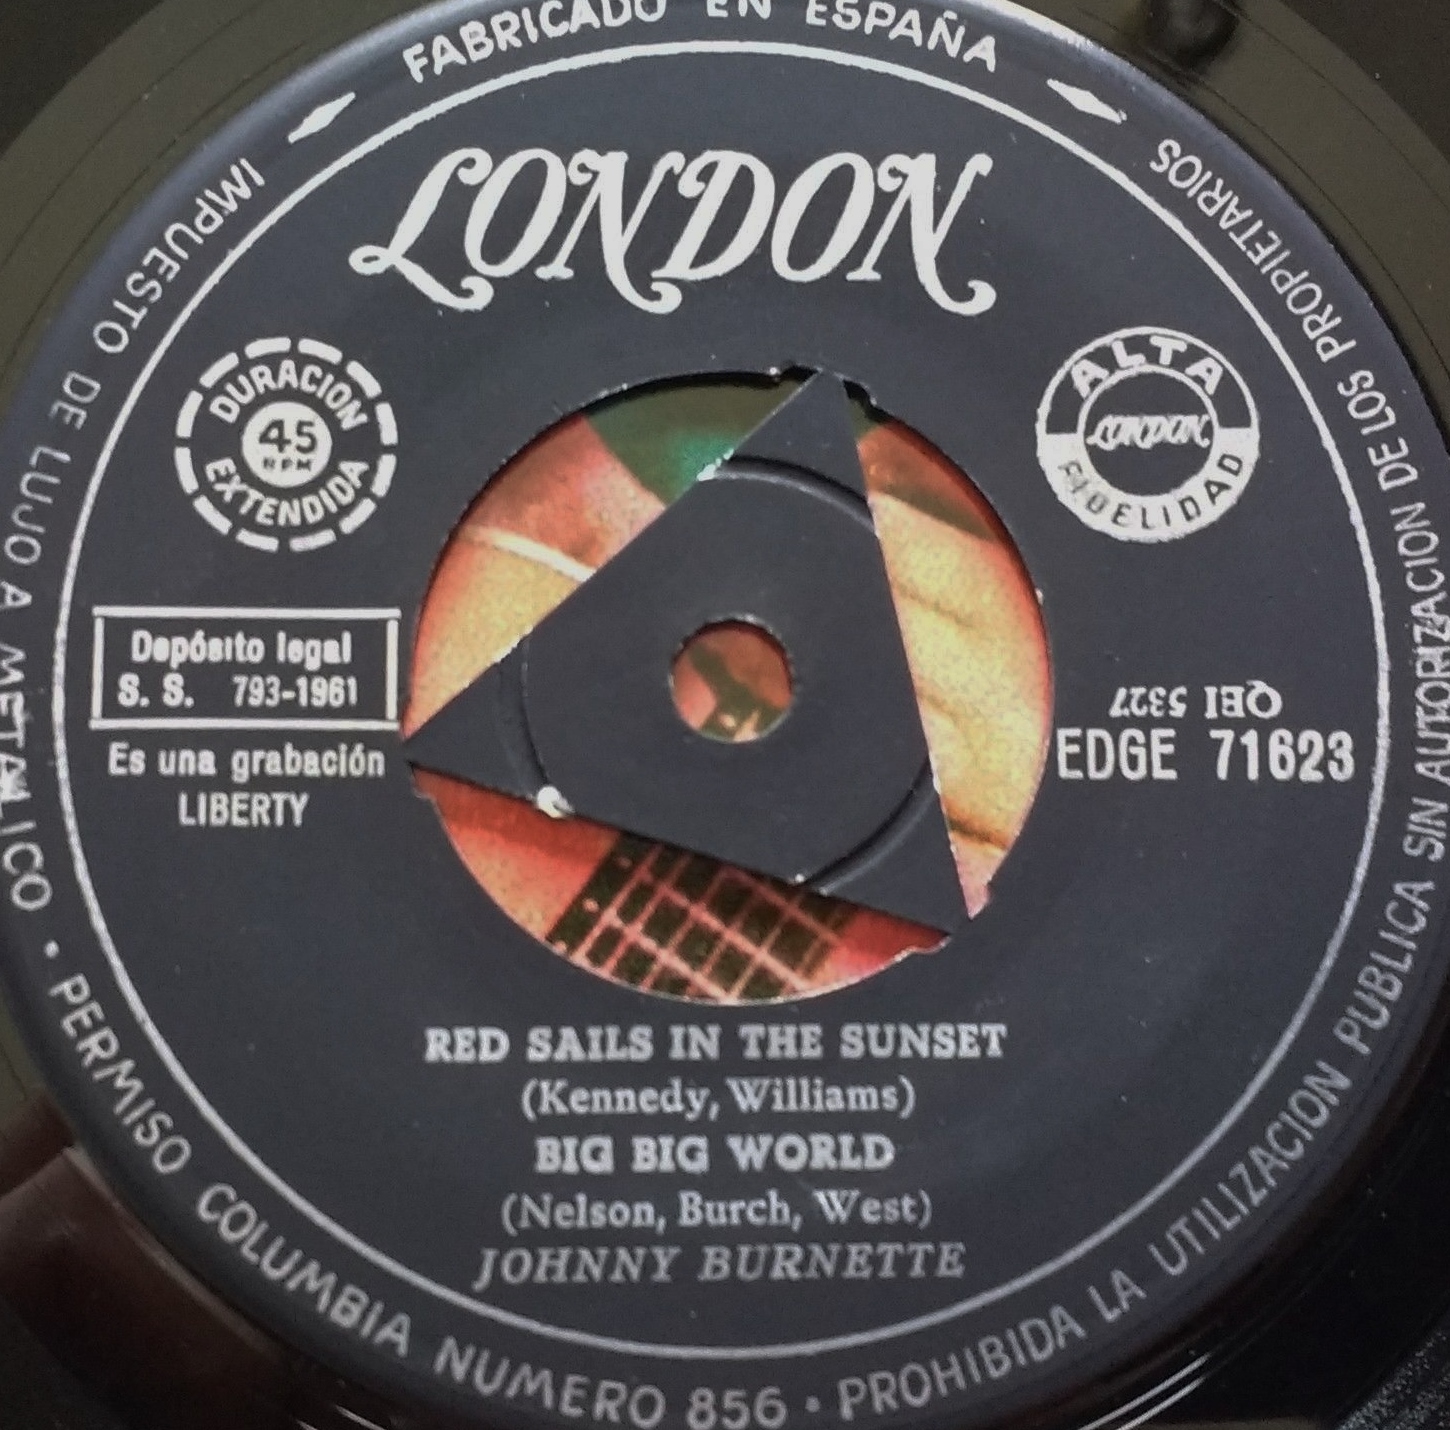 FABRICADO EN ESPAÑA
IMPUESTO DE LUJO A METALICO • PERMISO COLUMBIA NUMERO 856 • PROHIBIDA LA UTILIZACION PUBLICA SIN AUTORIZACION DE LOS PROPIETARIOS
LONDON
DURACION
45
RPM
EXTENDIDA
ALTA
LONDON
FIDELIDAD
Depósito legal
S. S. 793-1961
Es una grabación
LIBERTY
QEI 5327
EDGE 71623
RED SAILS IN THE SUNSET
(Kennedy, Williams)
BIG BIG WORLD
(Nelson, Burch, West)
JOHNNY BURNETTE